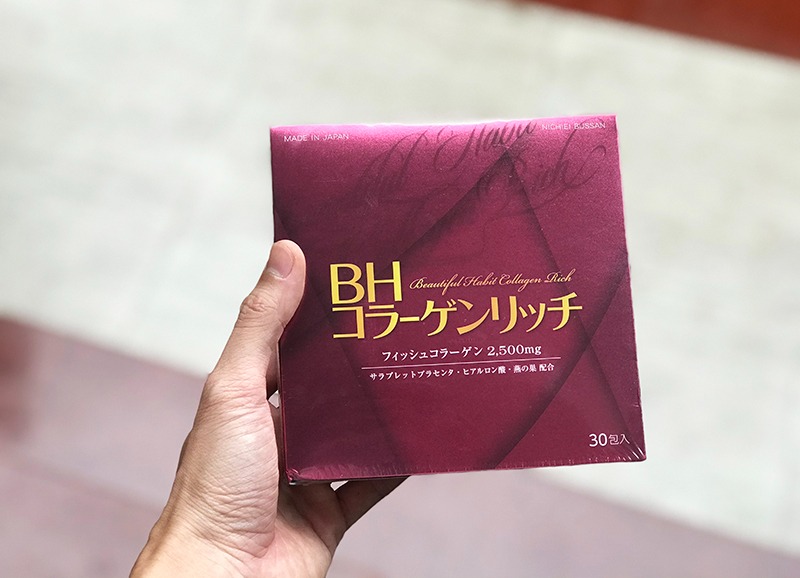 MADE IN JAPAN
NICHIEI BUSSAN
BH Beautiful Habit Collagen Rich
コラーゲンリッチ
フィッシュコラーゲン 2,500mg
サラブレットプラセンタ・ヒアルロン酸・燕の巣 配合
30包入